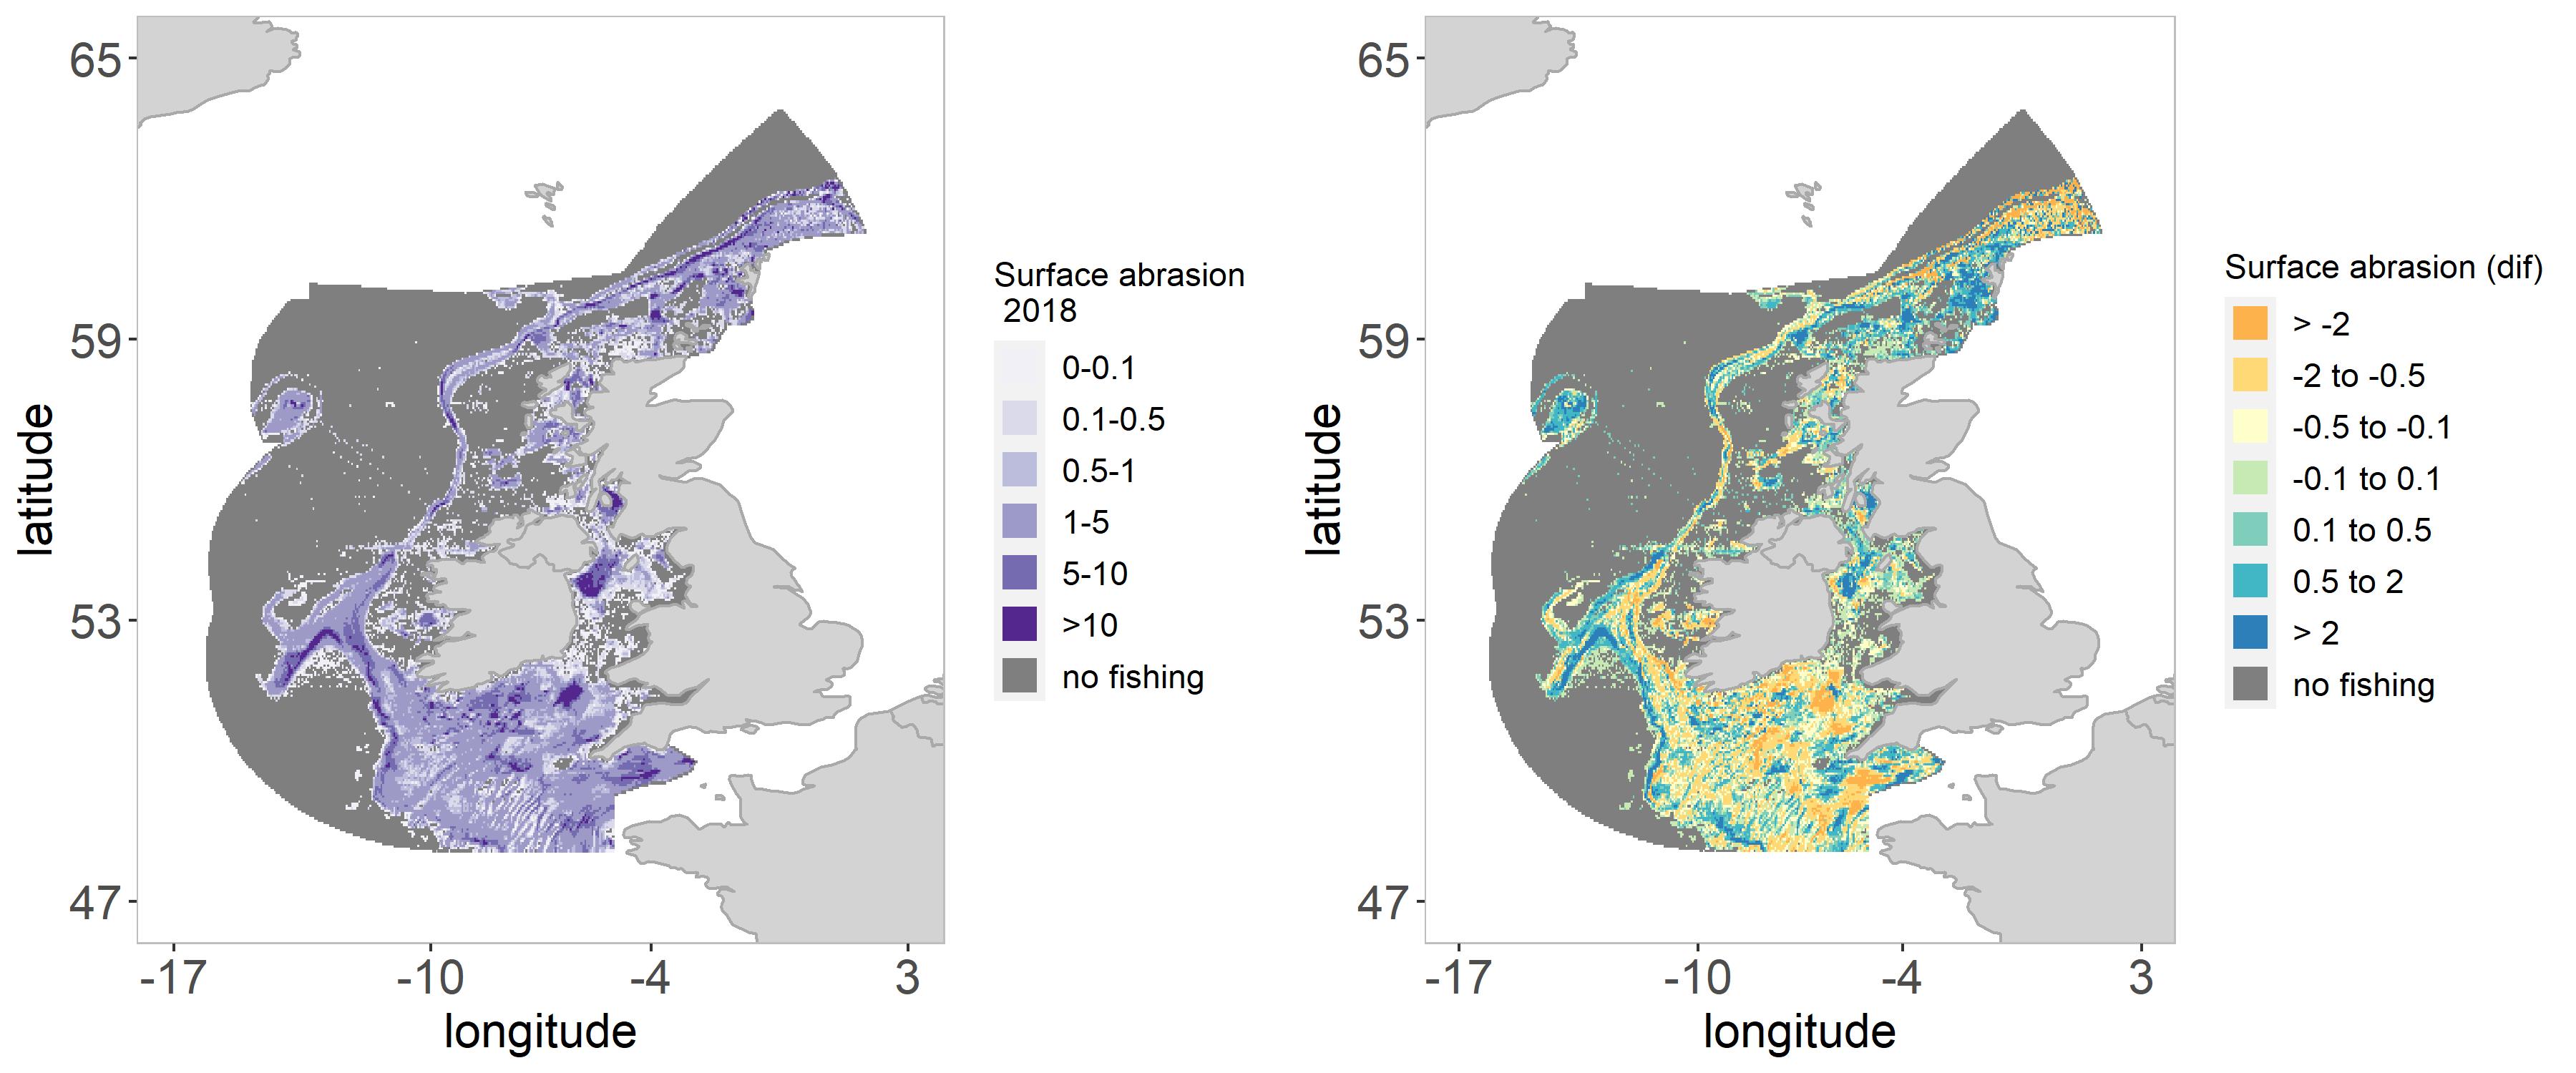 65
59
53
47
latitude
-17
-10
-4
3
longitude
Surface abrasion
2018
0-0.1
0.1-0.5
0.5-1
1-5
5-10
>10
no fishing
65
59
53
47
latitude
-17
-10
-4
3
longitude
Surface abrasion (dif)
> -2
-2 to -0.5
-0.5 to -0.1
-0.1 to 0.1
0.1 to 0.5
0.5 to 2
> 2
no fishing